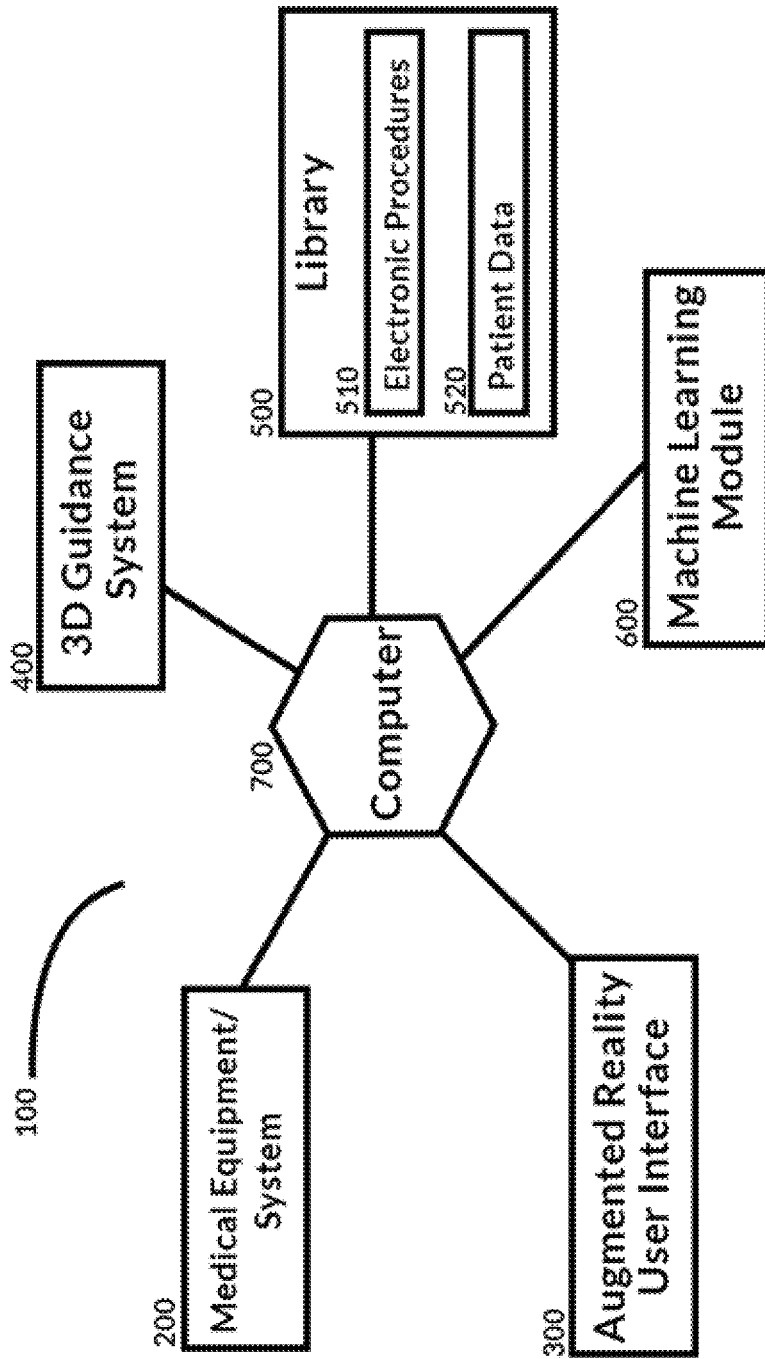 100
400
3D Guidance
System
200
Medical Equipment/
System
700
Computer
500
Library
510
Electronic Procedures
520
Patient Data
300
Augmented Reality
User Interface
600
Machine Learning
Module